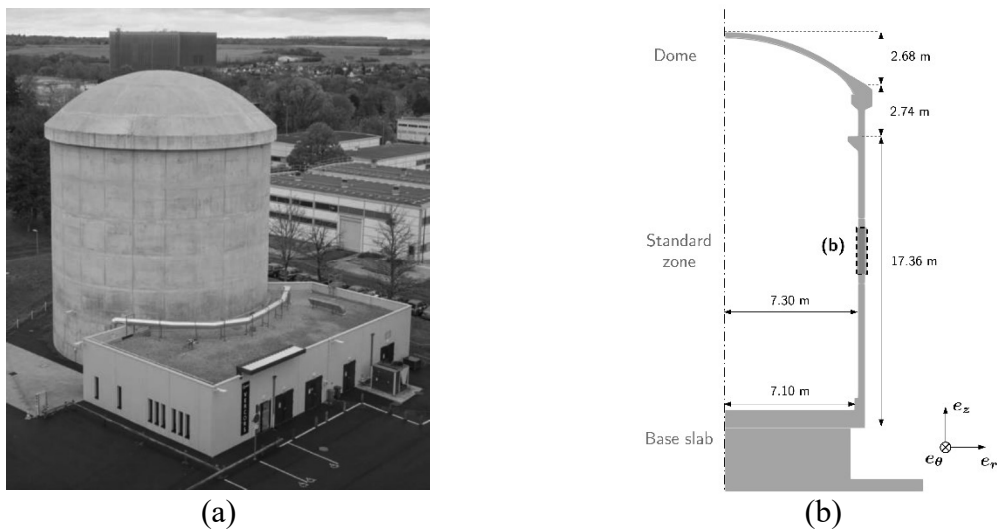 Dome
2.68 m
2.74 m
Standard
zone
(b)
17.36 m
7.30 m
7.10 m
Base slab
e_z
e_θ
e_r
(a)
(b)